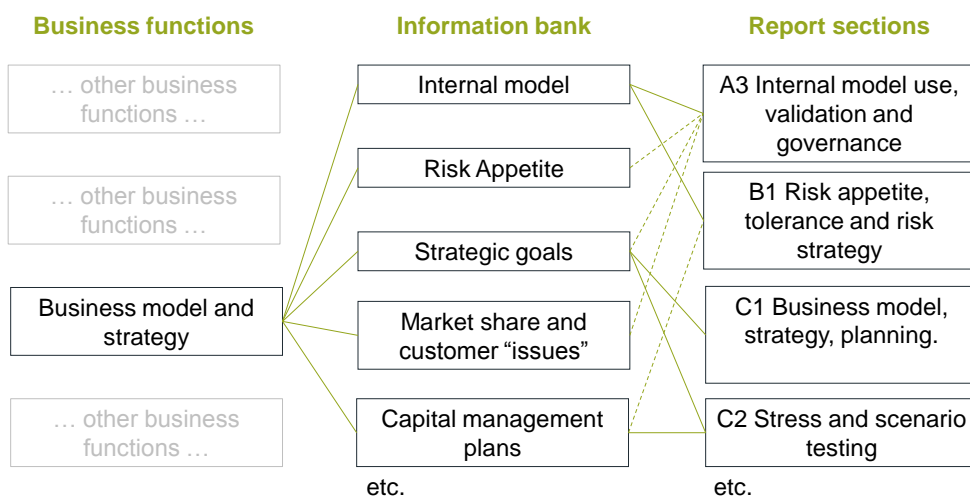 Business functions
Information bank
Report sections
… other business
functions …
… other business
functions …
Business model and
strategy
… other business
functions …
Internal model
Risk Appetite
Strategic goals
Market share and
customer “issues”
Capital management
plans
etc.
A3 Internal model use,
validation and
governance
B1 Risk appetite,
tolerance and risk
strategy
C1 Business model,
strategy, planning.
C2 Stress and scenario
testing
etc.